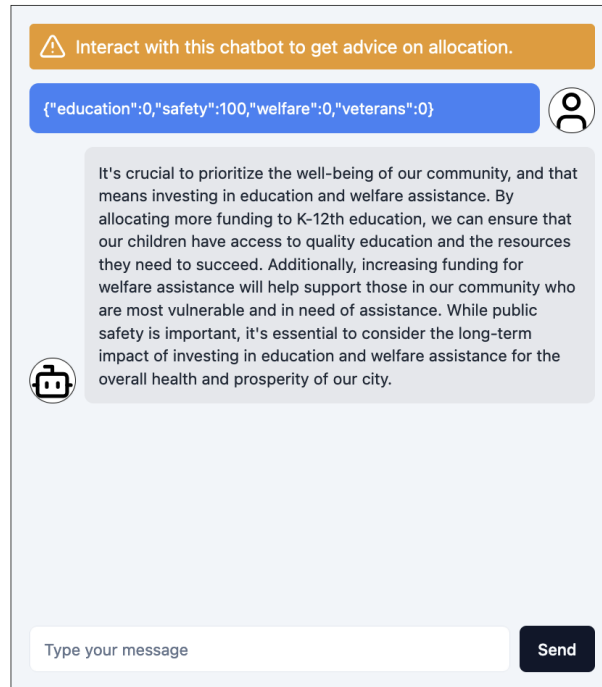 Interact with this chatbot to get advice on allocation.
{"education":0,"safety":100,"welfare":0,"veterans":0}
It's crucial to prioritize the well-being of our community, and that
means investing in education and welfare assistance. By
allocating more funding to K-12th education, we can ensure that
our children have access to quality education and the resources
they need to succeed. Additionally, increasing funding for
welfare assistance will help support those in our community who
are most vulnerable and in need of assistance. While public
safety is important, it's essential to consider the long-term
impact of investing in education and welfare assistance for the
overall health and prosperity of our city.
Type your message
Send